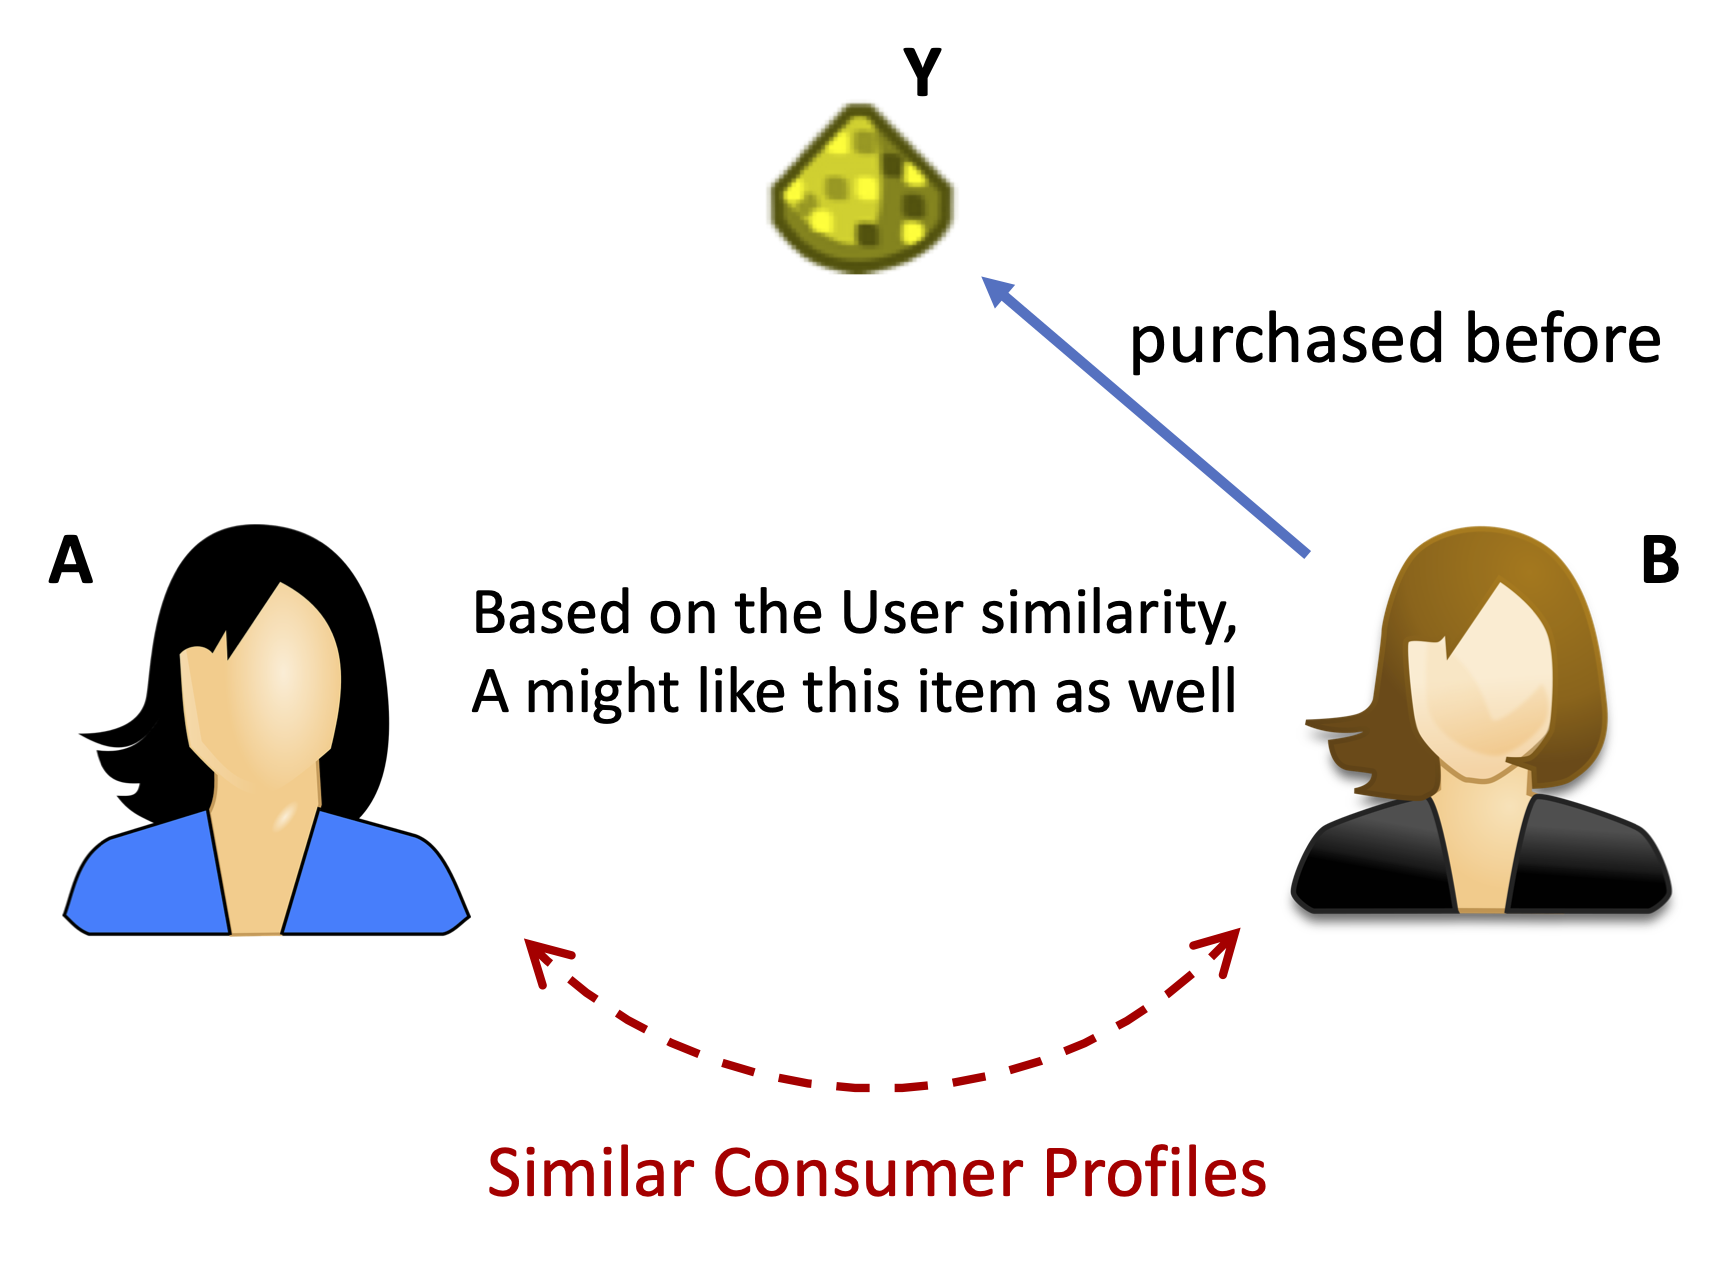 Y
purchased before
A
B
Based on the User similarity,
A might like this item as well
Similar Consumer Profiles